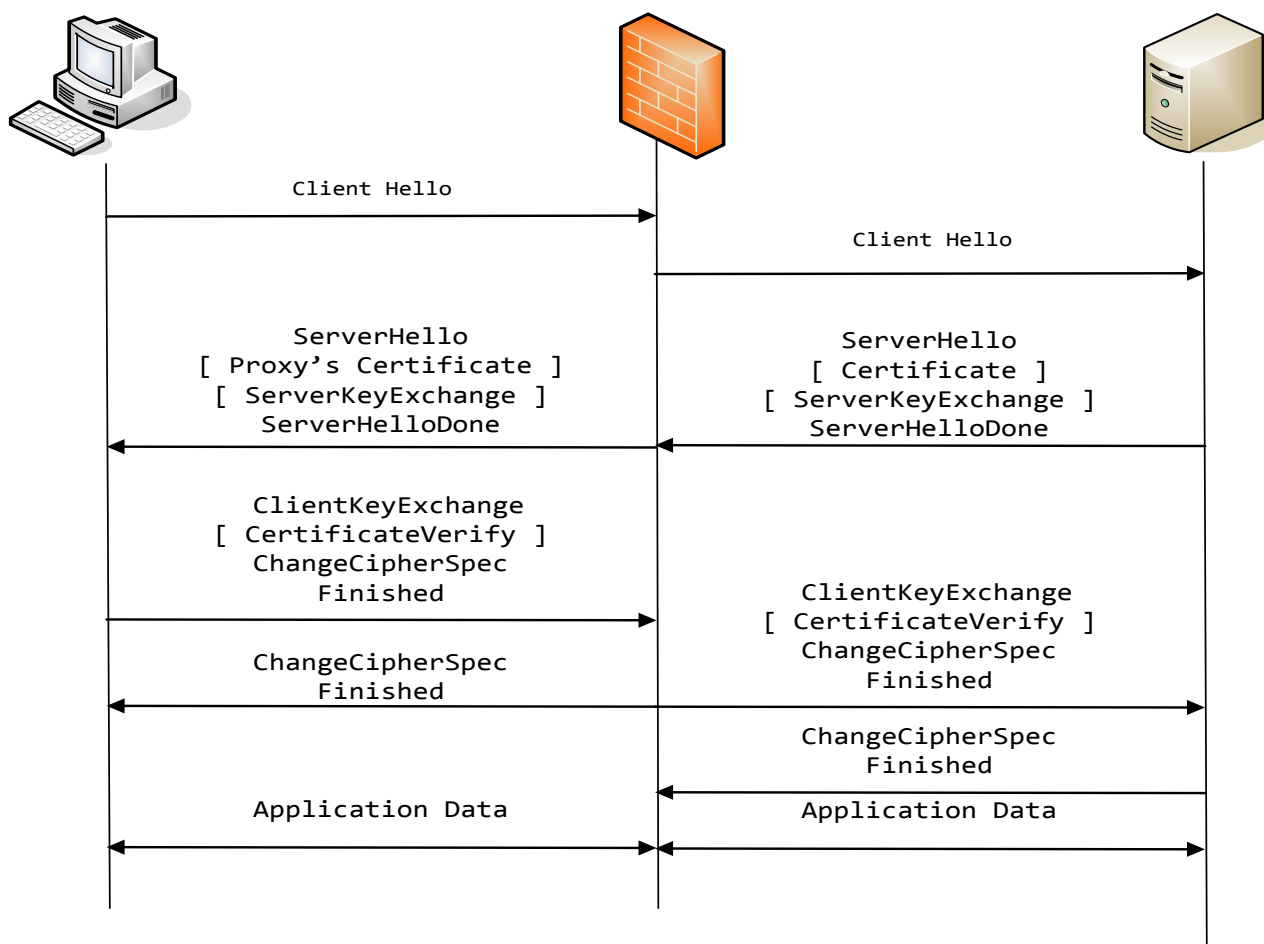 Client Hello
Client Hello
ServerHello
[ Proxy’s Certificate ]
[ ServerKeyExchange ]
ServerHelloDone
ServerHello
[ Certificate ]
[ ServerKeyExchange ]
ServerHelloDone
ClientKeyExchange
[ CertificateVerify ]
ChangeCipherSpec
Finished
ClientKeyExchange
[ CertificateVerify ]
ChangeCipherSpec
Finished
ChangeCipherSpec
Finished
ChangeCipherSpec
Finished
Application Data
Application Data